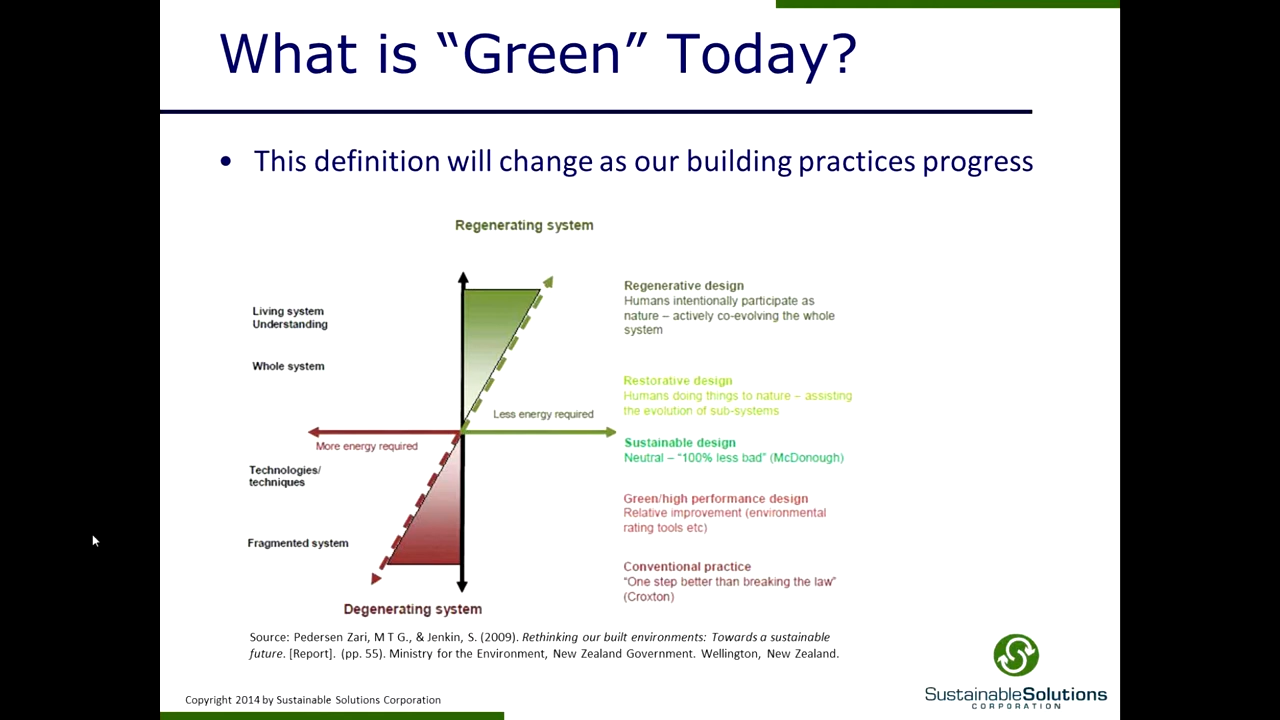 What is “Green” Today?
• This definition will change as our building practices progress
Regenerating system
Living system
Understanding
Whole system
Less energy required
More energy required
Technologies/
techniques
Fragmented system
Degenerating system
Regenerative design
Humans intentionally participate as
nature – actively co-evolving the whole
system
Restorative design
Humans doing things to nature – assisting
the evolution of sub-systems
Sustainable design
Neutral – “100% less bad” (McDonough)
Green/high performance design
Relative improvement (environmental
rating tools etc)
Conventional practice
“One step better than breaking the law”
(Croxton)
Source: Pedersen Zari, M T G., & Jenkin, S. (2009). Rethinking our built environments: Towards a sustainable
future. [Report]. (pp. 55). Ministry for the Environment, New Zealand Government. Wellington, New Zealand.
Copyright 2014 by Sustainable Solutions Corporation
SustainableSolutions
CORPORATION